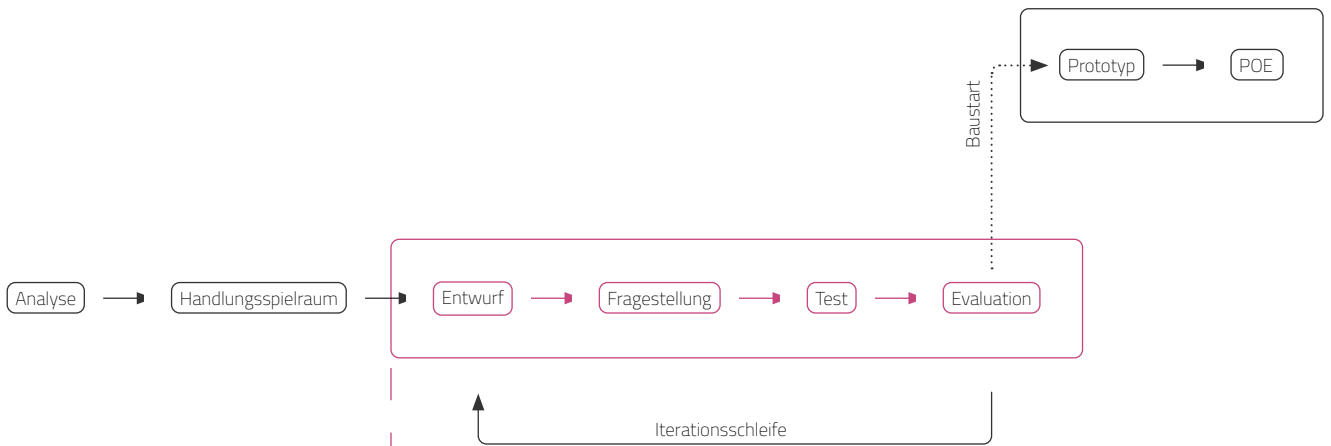 Prototyp
POE
Baustart
Analyse
Handlungsspielraum
Entwurf
Fragestellung
Test
Evaluation
Iterationsschleife